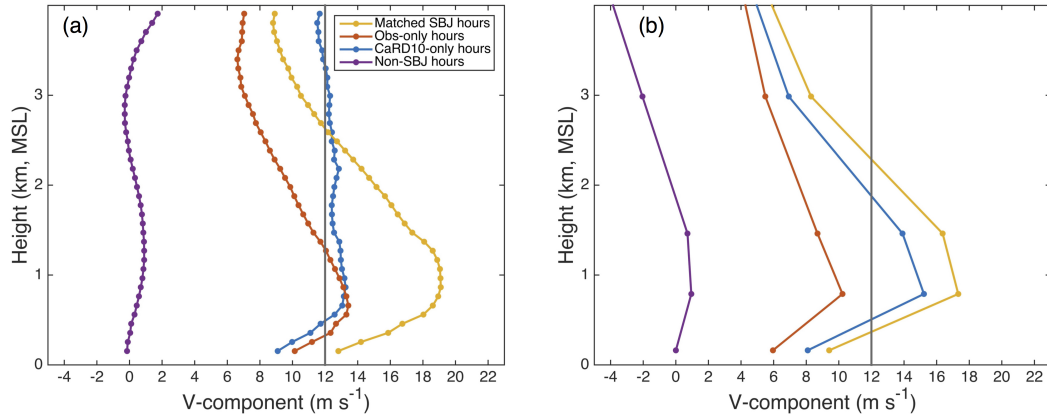 (a)
Matched SBJ hours
Obs-only hours
CaRD10-only hours
Non-SBJ hours
Height (km, MSL)
3
2
1
0
-4 -2 0 2 4 6 8 10 12 14 16 18 20 22
V-component (m s-1)
(b)
Height (km, MSL)
3
2
1
0
-4 -2 0 2 4 6 8 10 12 14 16 18 20 22
V-component (m s-1)